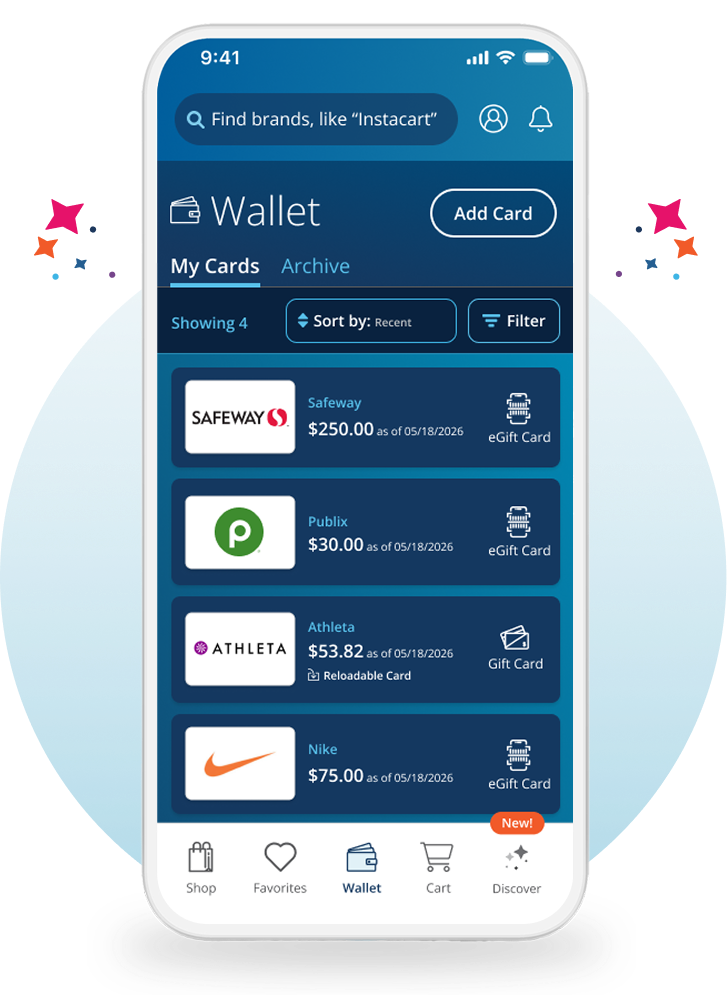 9:41
Find brands, like “Instacart”
Wallet
Add Card
My Cards Archive
Showing 4
Sort by: Recent
Filter
SAFEWAY
Safeway
$250.00 as of 05/18/2026
eGift Card
Publix
$30.00 as of 05/18/2026
eGift Card
ATHLETA
Athleta
$53.82 as of 05/18/2026
Reloadable Card
Gift Card
Nike
$75.00 as of 05/18/2026
eGift Card
New!
Shop Favorites Wallet Cart Discover